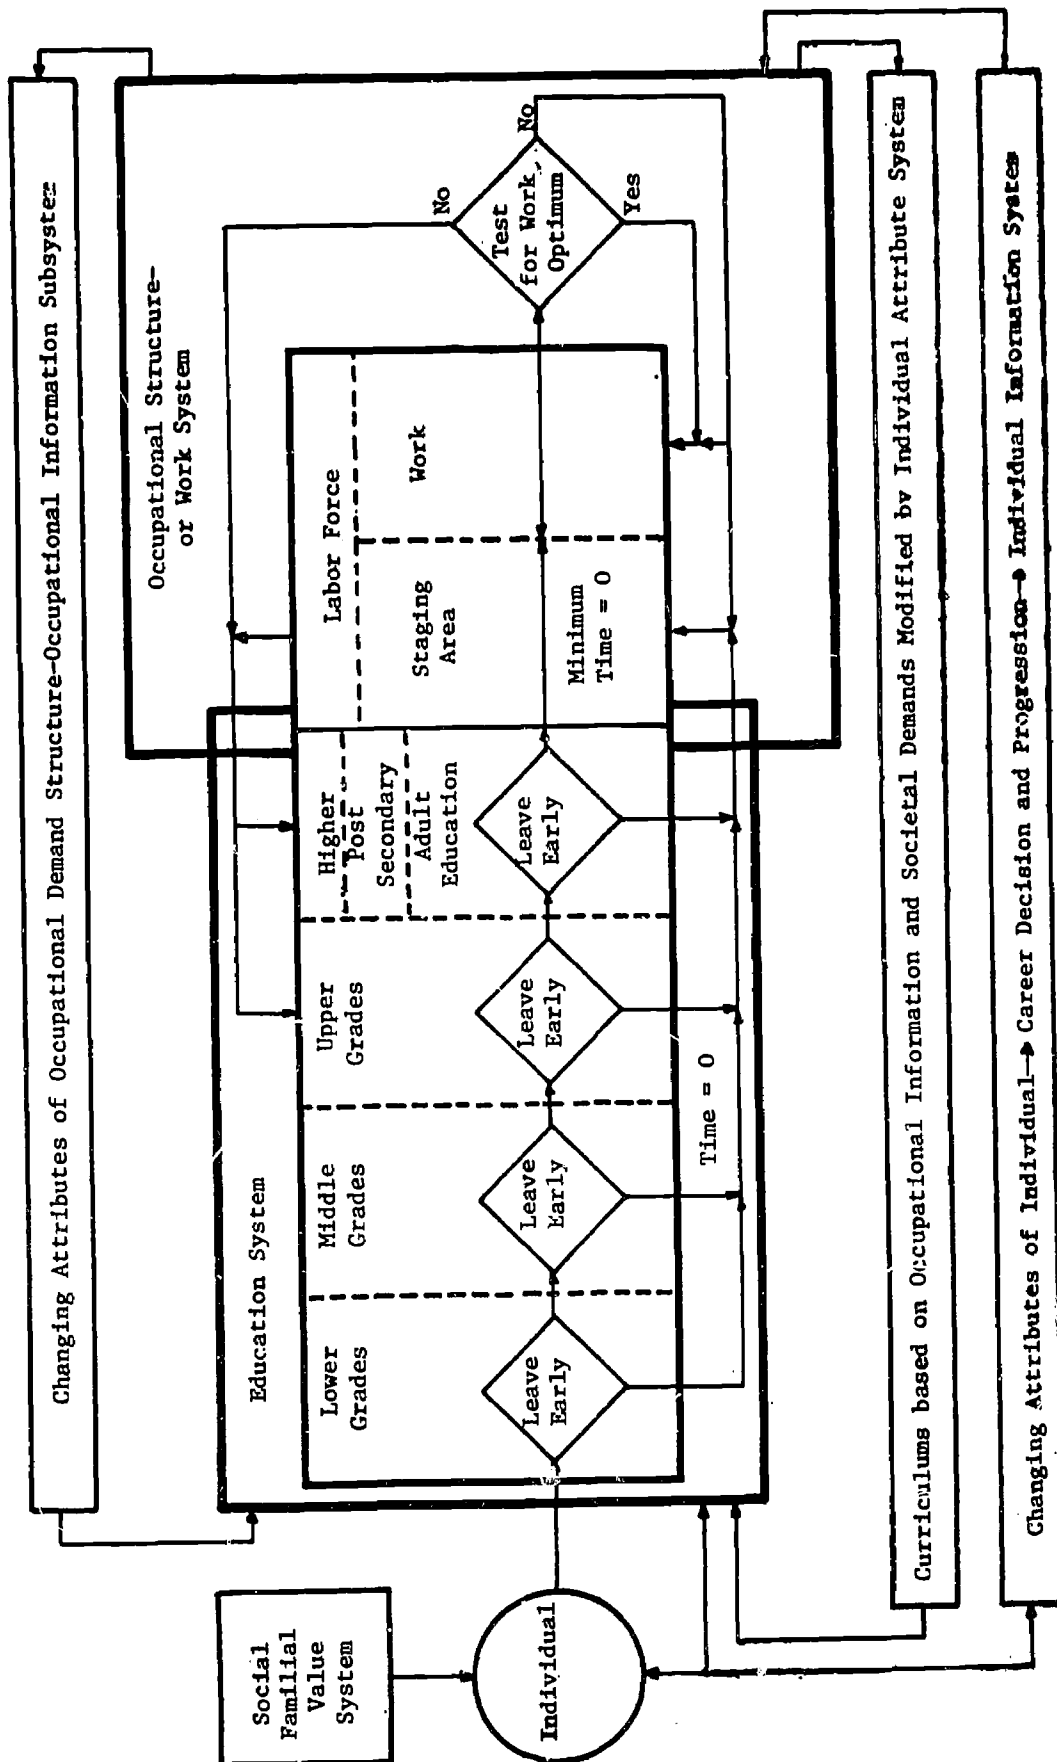 Changing Attributes of Occupational Demand Structure-Occupational Information Subsystem
Occupational Structure-
or Work System
Education System
Social
Familial
Value
System
Individual
Lower
Grades
Middle
Grades
Upper
Grades
Higher
Post
Secondary
Adult
Education
Labor Force
Staging
Area
Work
Minimum
Time = 0
Leave
Early
Leave
Early
Leave
Early
Leave
Early
Test
for Work
Optimum
No
No
Yes
Time = 0
Curriculums based on Occupational Information and Societal Demands Modified by Individual Attribute System
Changing Attributes of Individual→ Career Decision and Progression→ Individual Information System